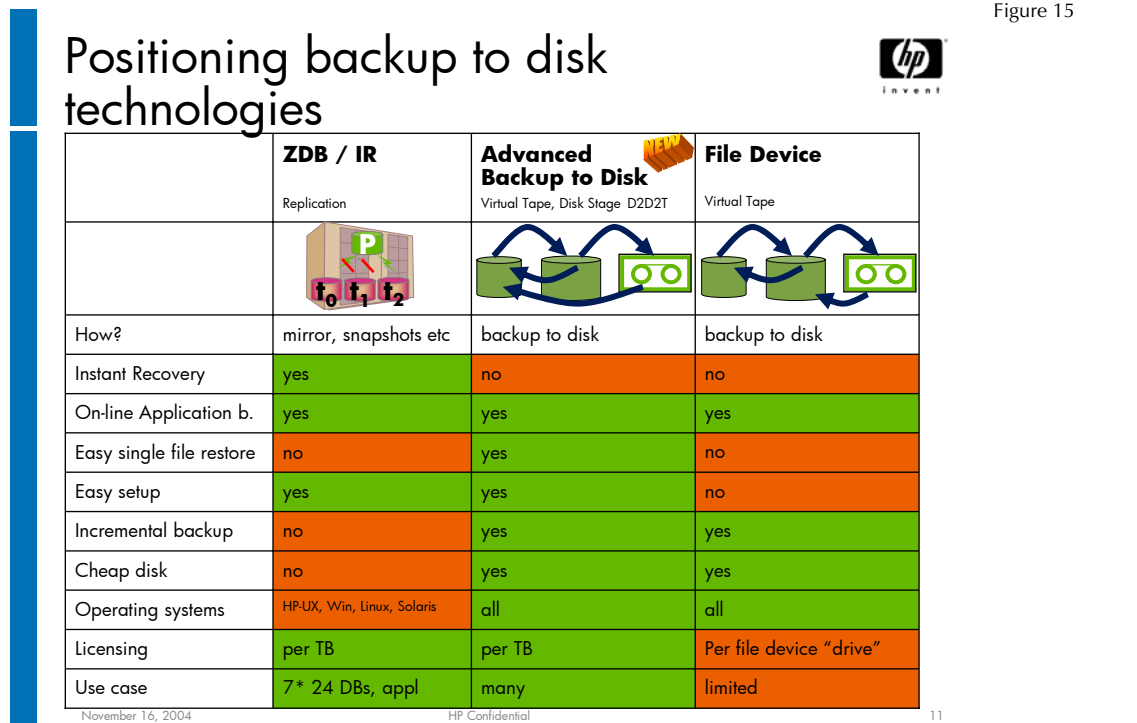 Figure 15
Positioning backup to disk
technologies
hp
invent
ZDB / IR
Replication
Advanced
Backup to Disk
NEW
Virtual Tape, Disk Stage D2D2T
File Device
Virtual Tape
P
t0 t1 t2
How? mirror, snapshots etc backup to disk backup to disk
Instant Recovery yes no no
On-line Application b. yes yes yes
Easy single file restore no yes no
Easy setup yes yes no
Incremental backup no yes yes
Cheap disk no yes yes
Operating systems HP-UX, Win, Linux, Solaris all all
Licensing per TB per TB Per file device “drive”
Use case 7* 24 DBs, appl many limited
November 16, 2004 HP Confidential 11